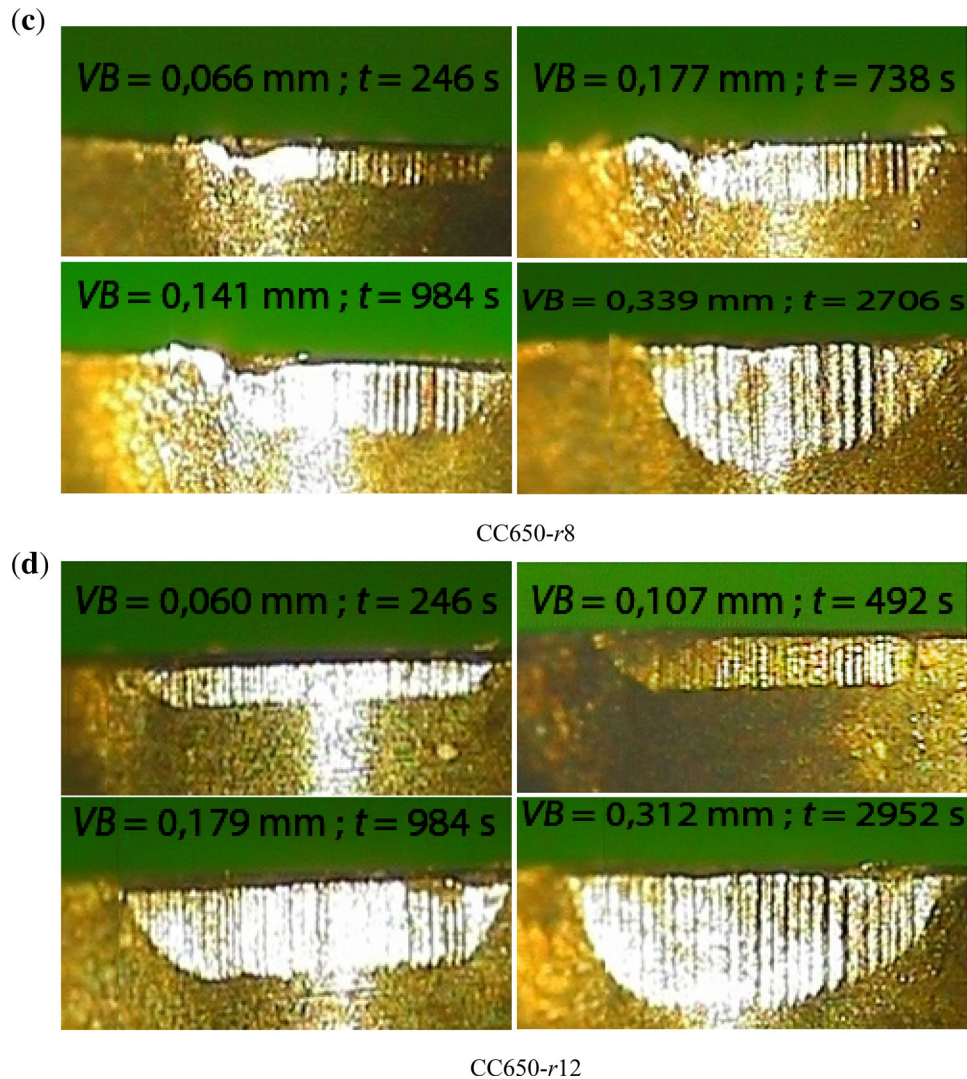 (c)
VB = 0,066 mm ; t = 246 s
VB = 0,177 mm ; t = 738 s
VB = 0,141 mm ; t = 984 s
VB = 0,339 mm ; t = 2706 s
CC650-r8
(d)
VB = 0,060 mm ; t = 246 s
VB = 0,107 mm ; t = 492 s
VB = 0,179 mm ; t = 984 s
VB = 0,312 mm ; t = 2952 s
CC650-r12